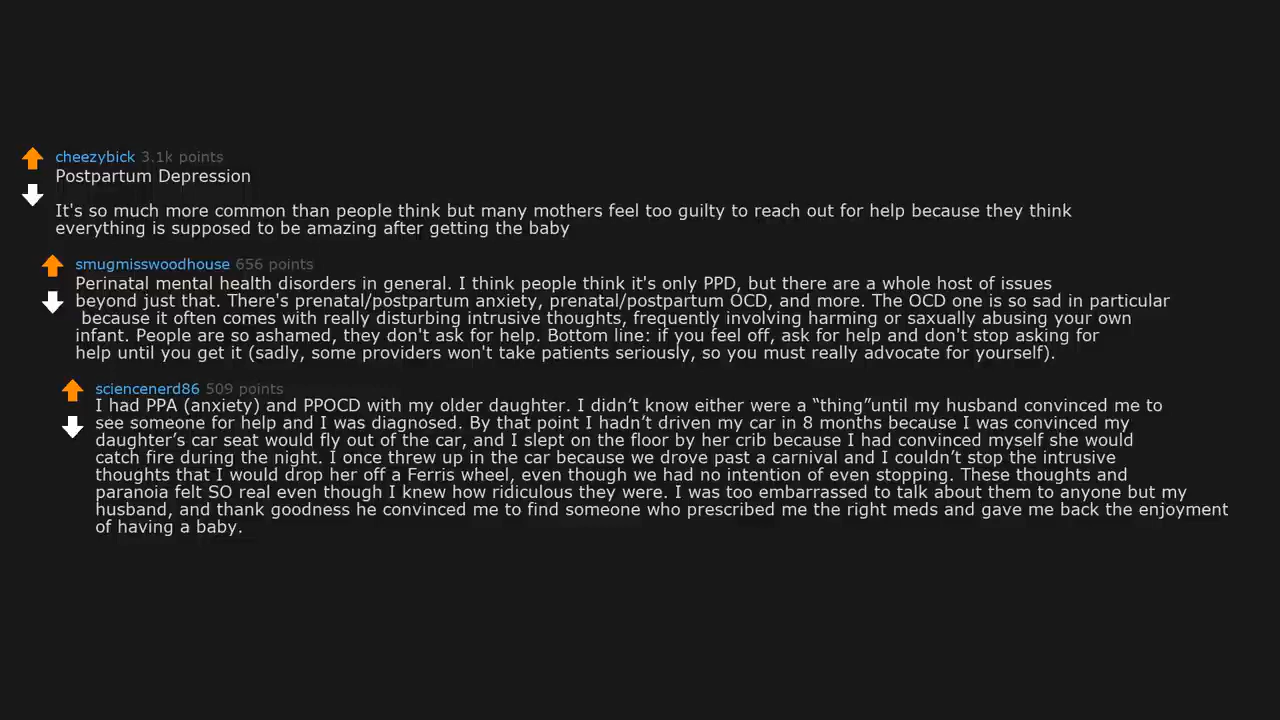 cheezybick 3.1k points
Postpartum Depression
It's so much more common than people think but many mothers feel too guilty to reach out for help because they think
everything is supposed to be amazing after getting the baby
smugmisswoodhouse 656 points
Perinatal mental health disorders in general. I think people think it's only PPD, but there are a whole host of issues
beyond just that. There's prenatal/postpartum anxiety, prenatal/postpartum OCD, and more. The OCD one is so sad in particular
because it often comes with really disturbing intrusive thoughts, frequently involving harming or saxually abusing your own
infant. People are so ashamed, they don't ask for help. Bottom line: if you feel off, ask for help and don't stop asking for
help until you get it (sadly, some providers won't take patients seriously, so you must really advocate for yourself).
sciencenerd86 509 points
I had PPA (anxiety) and PPOCD with my older daughter. I didn’t know either were a “thing”until my husband convinced me to
see someone for help and I was diagnosed. By that point I hadn’t driven my car in 8 months because I was convinced my
daughter’s car seat would fly out of the car, and I slept on the floor by her crib because I had convinced myself she would
catch fire during the night. I once threw up in the car because we drove past a carnival and I couldn’t stop the intrusive
thoughts that I would drop her off a Ferris wheel, even though we had no intention of even stopping. These thoughts and
paranoia felt SO real even though I knew how ridiculous they were. I was too embarrassed to talk about them to anyone but my
husband, and thank goodness he convinced me to find someone who prescribed me the right meds and gave me back the enjoyment
of having a baby.